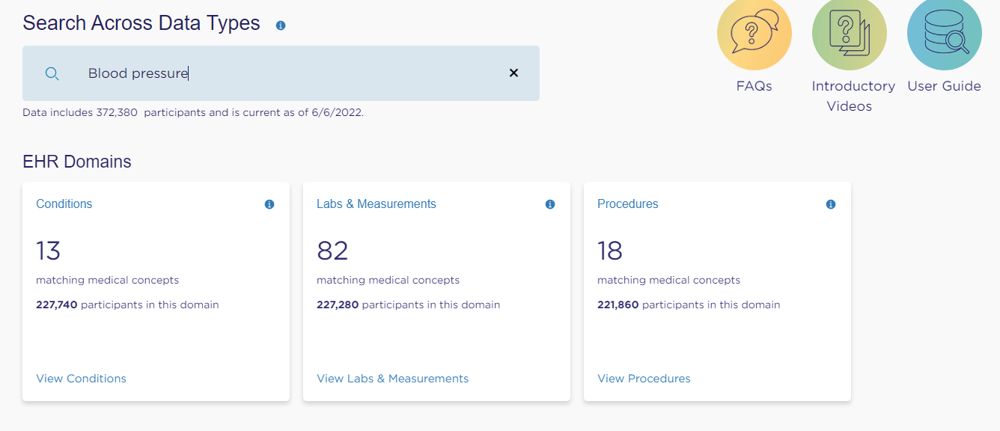 Search Across Data Types
Blood pressure
Data includes 372,380 participants and is current as of 6/6/2022.
FAQs
Introductory
Videos
User Guide
EHR Domains
Conditions
13
matching medical concepts
227,740 participants in this domain
View Conditions
Labs & Measurements
82
matching medical concepts
227,280 participants in this domain
View Labs & Measurements
Procedures
18
matching medical concepts
221,860 participants in this domain
View Procedures